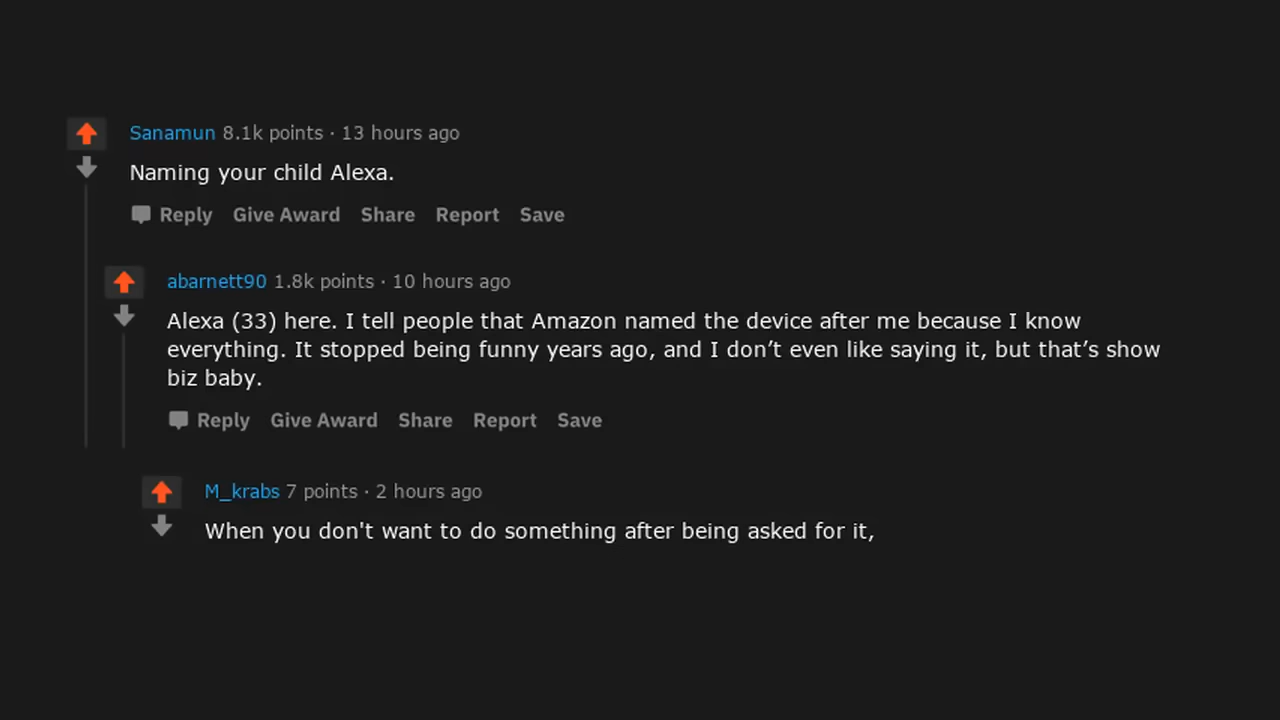 Sanamun 8.1k points · 13 hours ago
Naming your child Alexa.
Reply Give Award Share Report Save
abarnett90 1.8k points · 10 hours ago
Alexa (33) here. I tell people that Amazon named the device after me because I know
everything. It stopped being funny years ago, and I don’t even like saying it, but that’s show
biz baby.
Reply Give Award Share Report Save
M_krabs 7 points · 2 hours ago
When you don't want to do something after being asked for it,